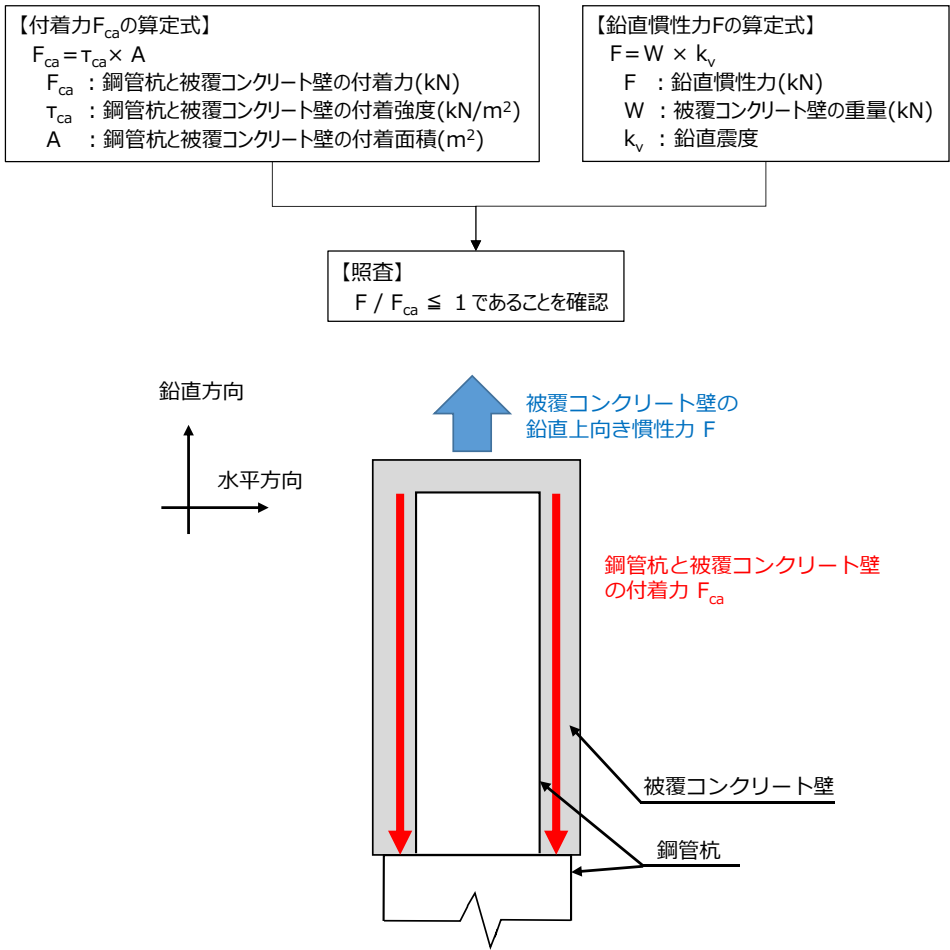 【付着力Fcaの算定式】
Fca=τca× A
Fca ：鋼管杭と被覆コンクリート壁の付着力(kN)
τca ：鋼管杭と被覆コンクリート壁の付着強度(kN/m2)
A ：鋼管杭と被覆コンクリート壁の付着面積(m2)
【鉛直慣性力Fの算定式】
F=W × kv
F ：鉛直慣性力(kN)
W ：被覆コンクリート壁の重量(kN)
kv ：鉛直震度
【照査】
F / Fca ≦ 1であることを確認
鉛直方向
水平方向
被覆コンクリート壁の
鉛直上向き慣性力 F
鋼管杭と被覆コンクリート壁
の付着力 Fca
被覆コンクリート壁
鋼管杭